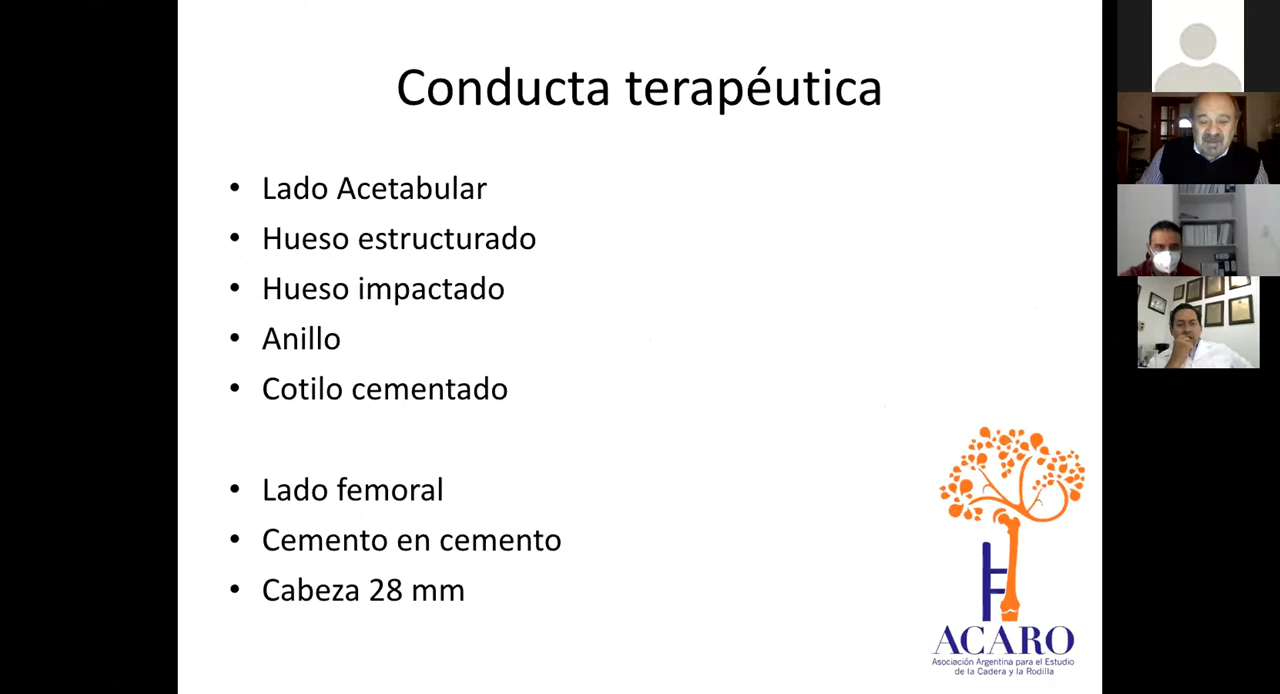 Conducta terapéutica
• Lado Acetabular
• Hueso estructurado
• Hueso impactado
• Anillo
• Cotilo cementado
• Lado femoral
• Cemento en cemento
• Cabeza 28 mm
ACARO
Asociación Argentina para el Estudio
de la Cadera y la Rodilla